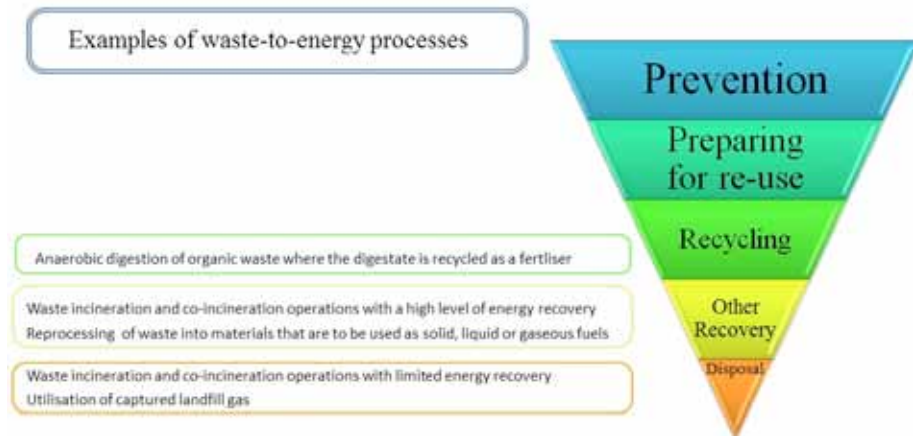 Examples of waste-to-energy processes
Prevention
Preparing
for re-use
Recycling
Anaerobic digestion of organic waste where the digestate is recycled as a fertliser
Other
Recovery
Waste incineration and co-incineration operations with a high level of energy recovery
Reprocessing of waste into materials that are to be used as solid, liquid or gaseous fuels
Disposal
Waste incineration and co-incineration operations with limited energy recovery
Utilisation of captured landfill gas